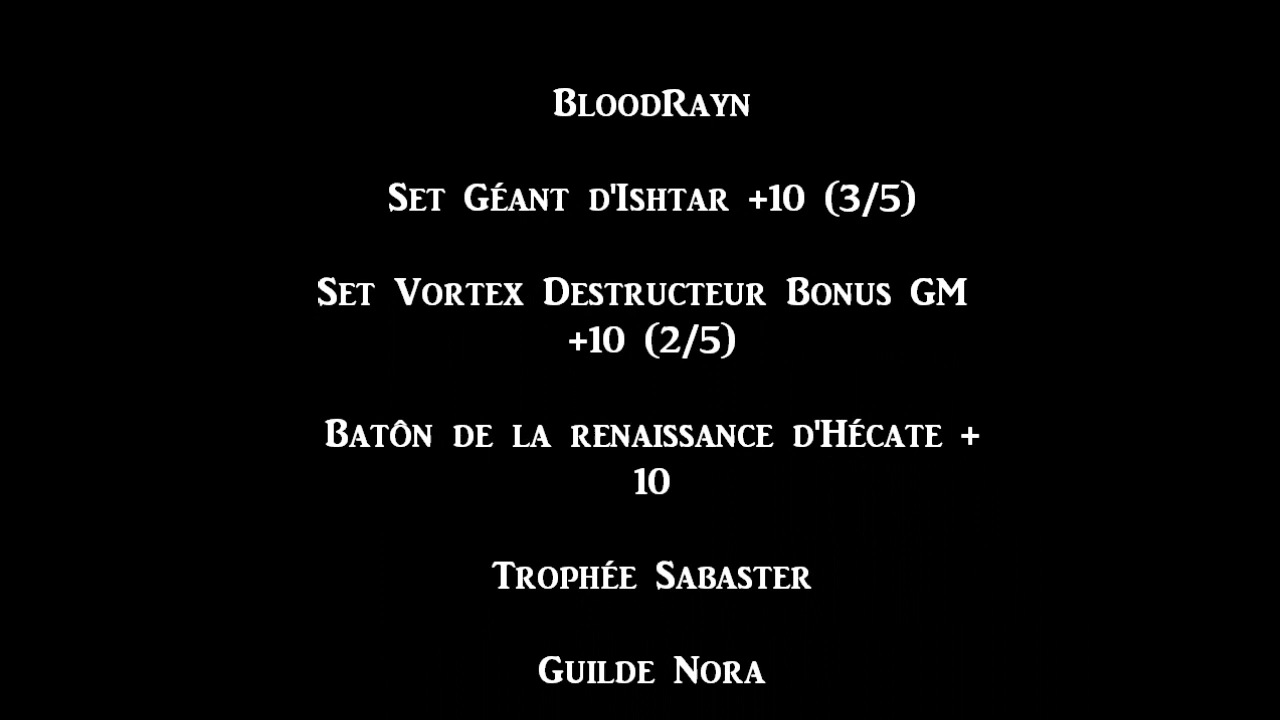 BloodRayn
Set Géant d'Ishtar +10 (3/5)
Set Vortex Destructeur Bonus GM
+10 (2/5)
Batôn de la renaissance d'Hécate +
10
Trophée Sabaster
Guilde Nora